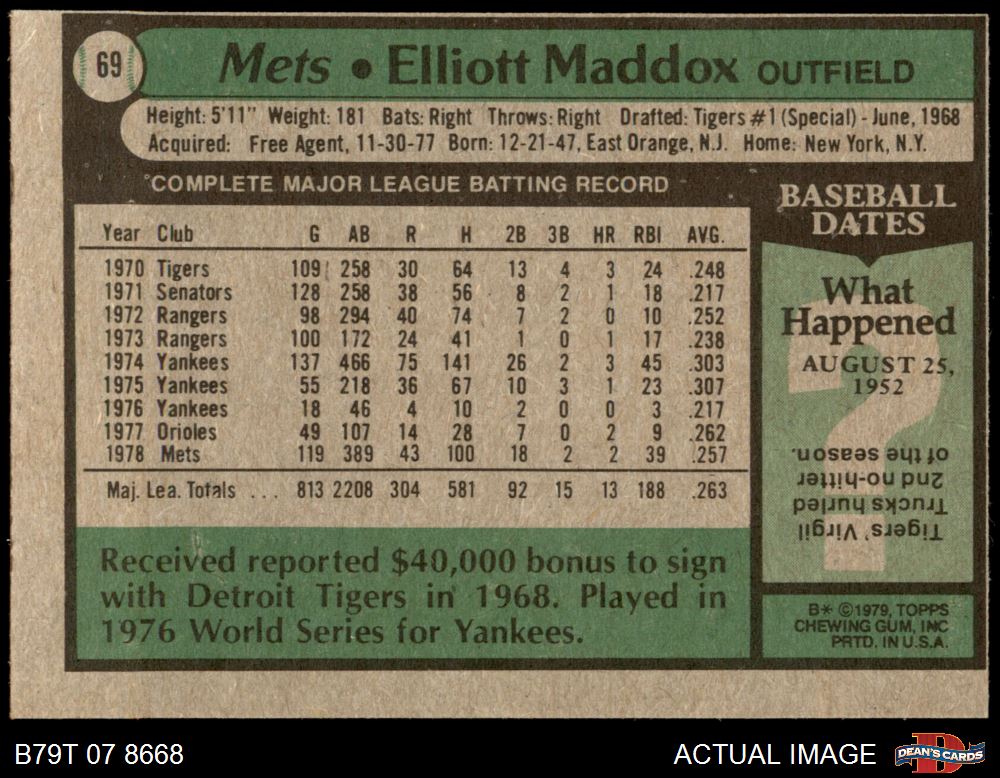 69
Mets • Elliott Maddox OUTFIELD
Height: 5'11" Weight: 181 Bats: Right Throws: Right Drafted: Tigers #1 (Special) - June, 1968
Acquired: Free Agent, 11-30-77 Born: 12-21-47, East Orange, N.J. Home: New York, N.Y.
COMPLETE MAJOR LEAGUE BATTING RECORD
Year Club G AB R H 2B 3B HR RBI AVG.
1970 Tigers 109 258 30 64 13 4 3 24 .248
1971 Senators 128 258 38 56 8 2 1 18 .217
1972 Rangers 98 294 40 74 7 2 0 10 .252
1973 Rangers 100 172 24 41 1 0 1 17 .238
1974 Yankees 137 466 75 141 26 2 3 45 .303
1975 Yankees 55 218 36 67 10 3 1 23 .307
1976 Yankees 18 46 4 10 2 0 0 3 .217
1977 Orioles 49 107 14 28 7 0 2 9 .262
1978 Mets 119 389 43 100 18 2 2 39 .257
Maj. Lea. Totals ... 813 2208 304 581 92 15 13 188 .263
Received reported $40,000 bonus to sign
with Detroit Tigers in 1968. Played in
1976 World Series for Yankees.
BASEBALL
DATES
What
Happened
AUGUST 25,
1952
?
Tigers' Virgil
Trucks hurled
2nd no-hitter
of the season.
B* ©1979, TOPPS
CHEWING GUM, INC
PRTD. IN U.S.A.
B79T 07 8668
ACTUAL IMAGE
D
DEAN'S CARDS